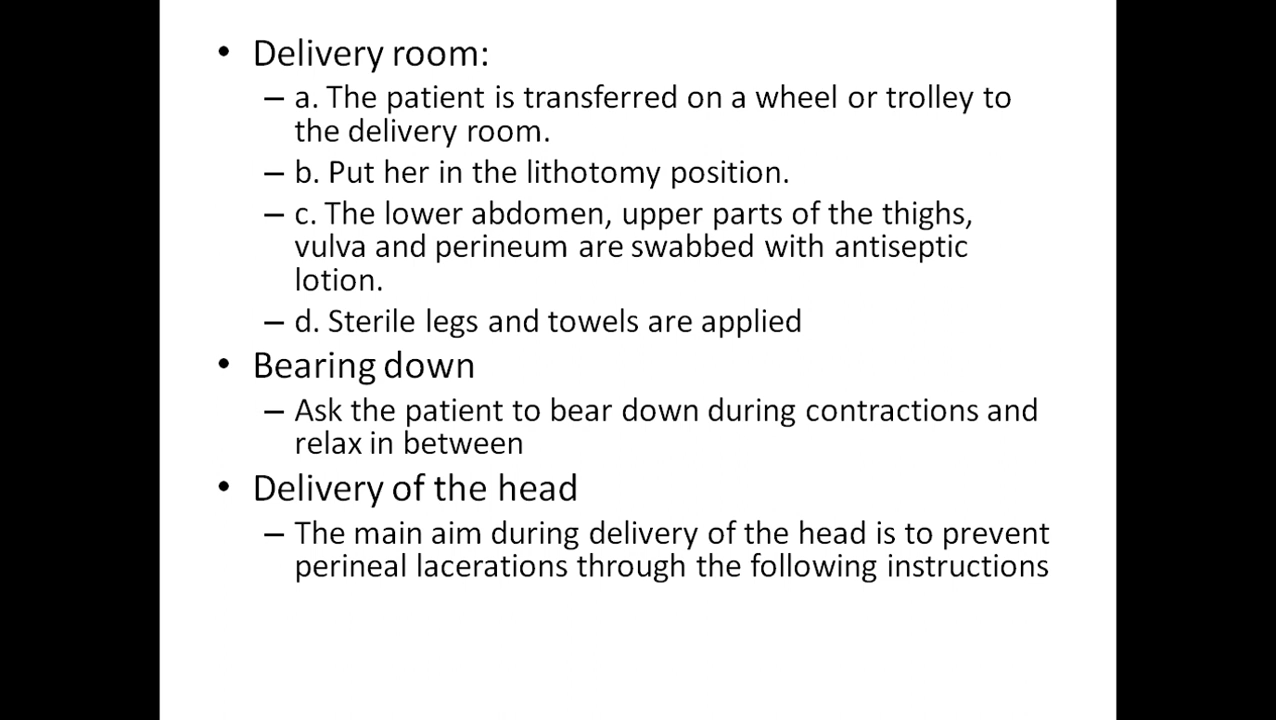 • Delivery room:
– a. The patient is transferred on a wheel or trolley to
the delivery room.
– b. Put her in the lithotomy position.
– c. The lower abdomen, upper parts of the thighs,
vulva and perineum are swabbed with antiseptic
lotion.
– d. Sterile legs and towels are applied
• Bearing down
– Ask the patient to bear down during contractions and
relax in between
• Delivery of the head
– The main aim during delivery of the head is to prevent
perineal lacerations through the following instructions